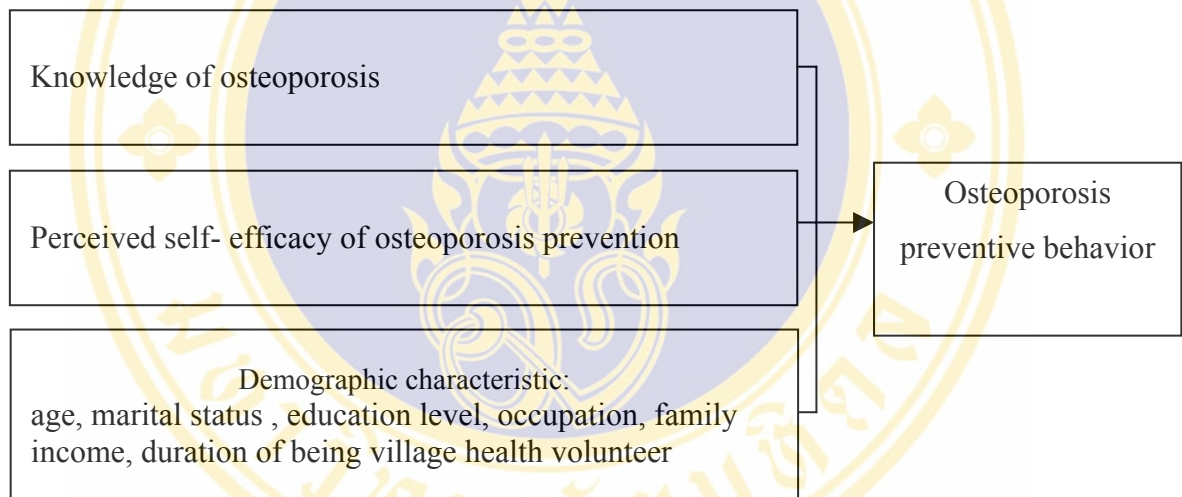 Knowledge of osteoporosis
Perceived self- efficacy of osteoporosis prevention
Osteoporosis
preventive behavior
Demographic characteristic:
age, marital status , education level, occupation, family
income, duration of being village health volunteer